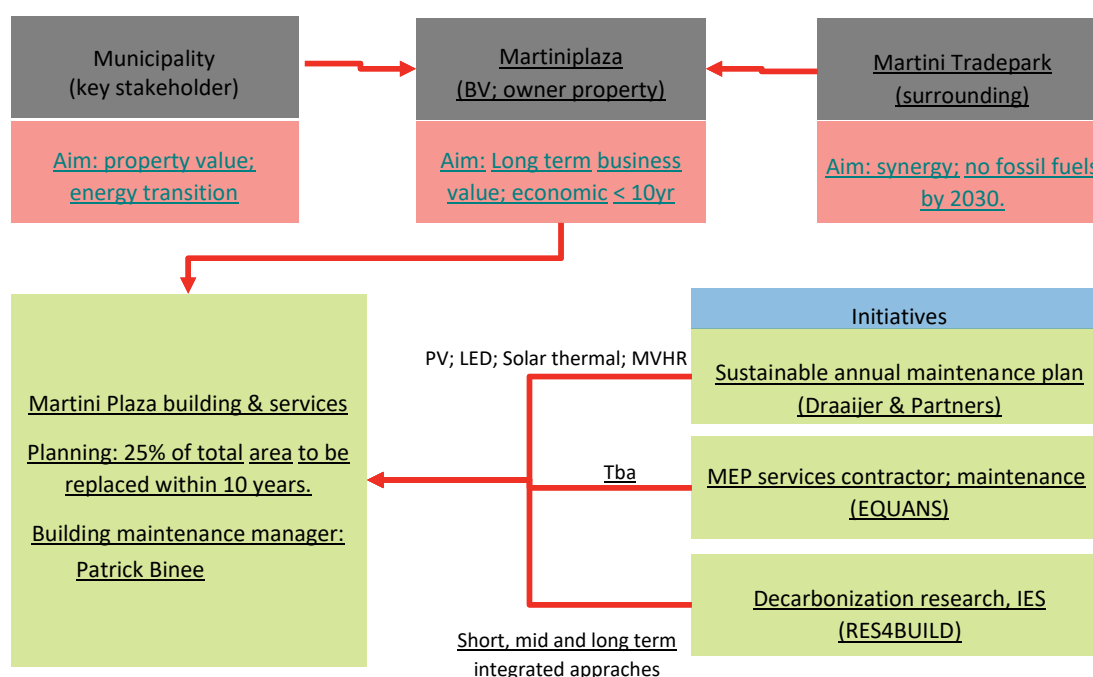 Municipality
(key stakeholder)
Martiniplaza
(BV; owner property)
Martini Tradepark
(surrounding)
Aim: property value;
energy transition
Aim: Long term business
value; economic < 10yr
Aim: synergy; no fossil fuels
by 2030.
Martini Plaza building & services
Planning: 25% of total area to be
replaced within 10 years.
Building maintenance manager:
Patrick Binee
PV; LED; Solar thermal; MVHR
Tba
Short, mid and long term
integrated appraches
Initiatives
Sustainable annual maintenance plan
(Draaijer & Partners)
MEP services contractor; maintenance
(EQUANS)
Decarbonization research, IES
(RES4BUILD)